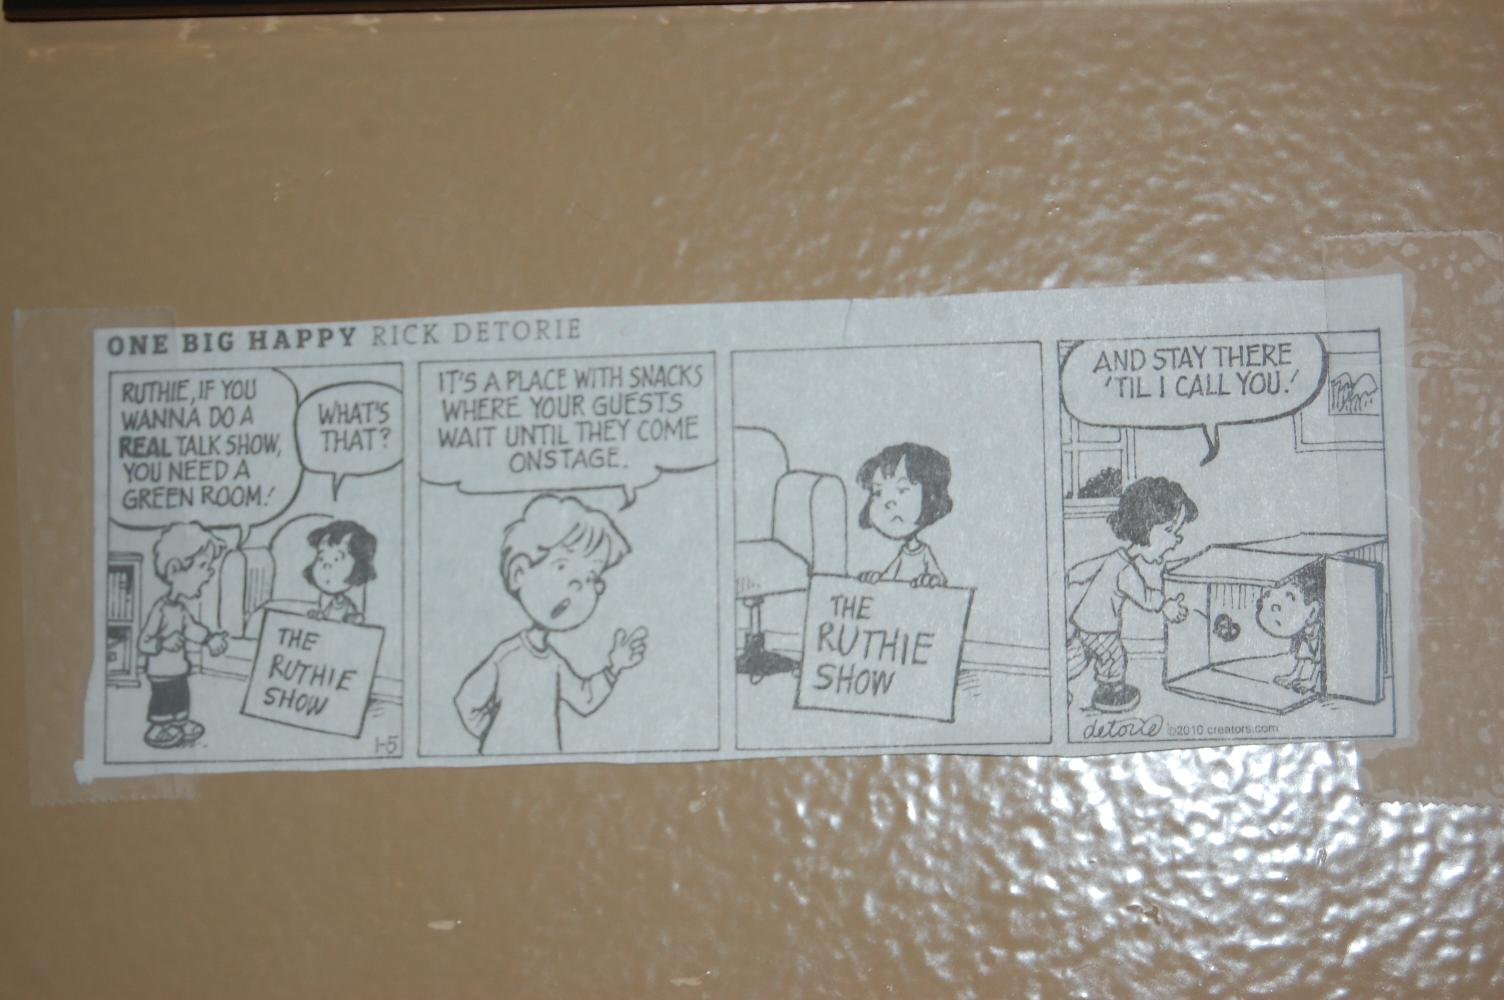 ONE BIG HAPPY RICK DETORIE
RUTHIE, IF YOU
WANNA DO A
REAL TALK SHOW,
YOU NEED A
GREEN ROOM!
WHAT'S
THAT?
THE
RUTHIE
SHOW
1-5
IT'S A PLACE WITH SNACKS
WHERE YOUR GUESTS
WAIT UNTIL THEY COME
ONSTAGE.
THE
RUTHIE
SHOW
AND STAY THERE
'TIL I CALL YOU!
detorie ©2010 creators.com